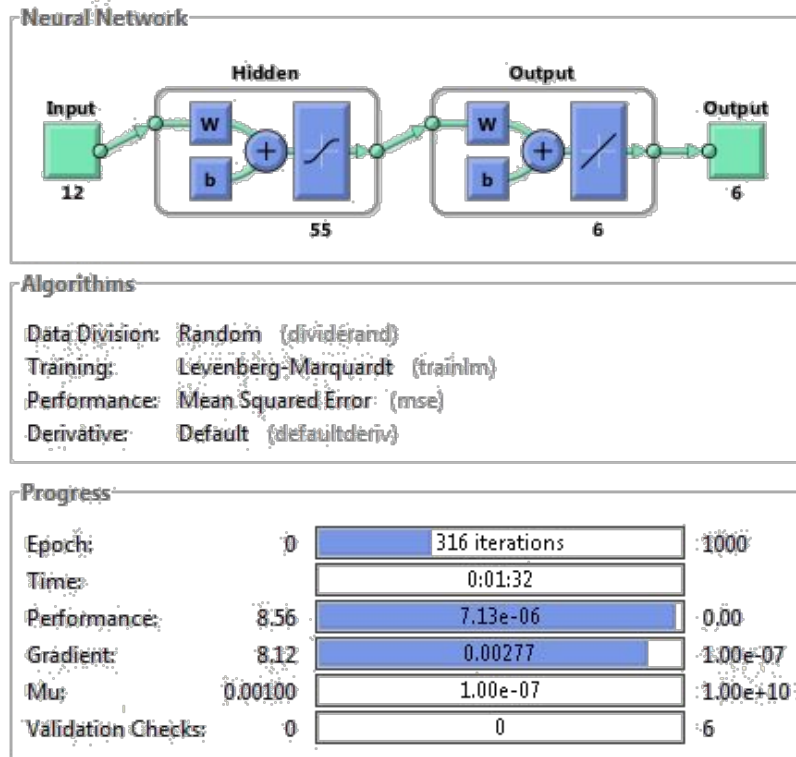 Neural Network
Hidden
Output
Input
W
b
+
W
b
+
Output
12
55
6
6
Algorithms
Data Division: Random (dividerand)
Training: Levenberg-Marquardt (trainlm)
Performance: Mean Squared Error (mse)
Derivative: Default (defaultderiv)
Progress
Epoch: 0 316 iterations 1000
Time: 0:01:32
Performance: 8.56 7.13e-06 0.00
Gradient: 8.12 0.00277 1.00e-07
Mu: 0.00100 1.00e-07 1.00e+10
Validation Checks: 0 0 6